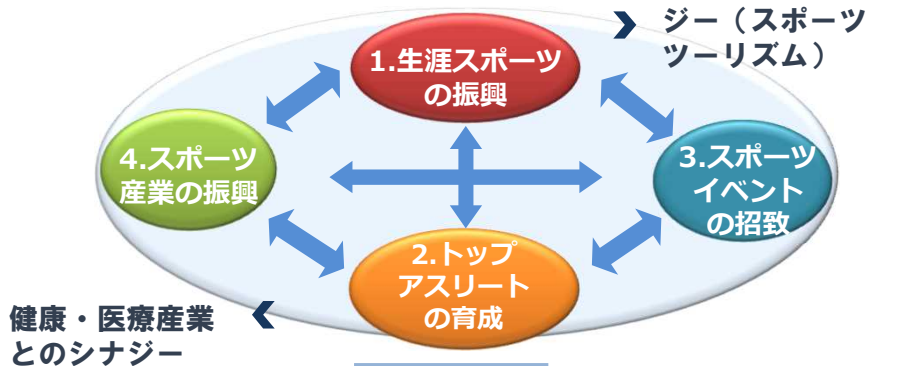 ジー(スポーツ
ツーリズム)
1.生涯スポーツ
の振興
4.スポーツ
産業の振興
3.スポーツ
イベント
の招致
2.トップ
アスリート
の育成
健康・医療産業
とのシナジー